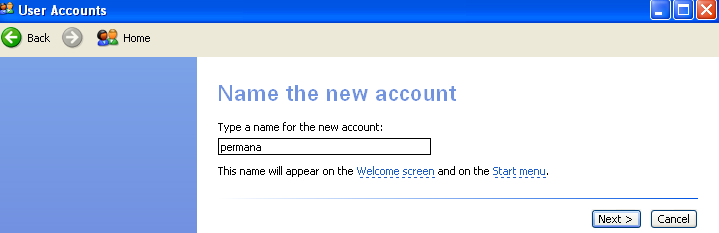 User Accounts
Back Home
Name the new account
Type a name for the new account:
permana
This name will appear on the Welcome screen and on the Start menu.
Next > Cancel